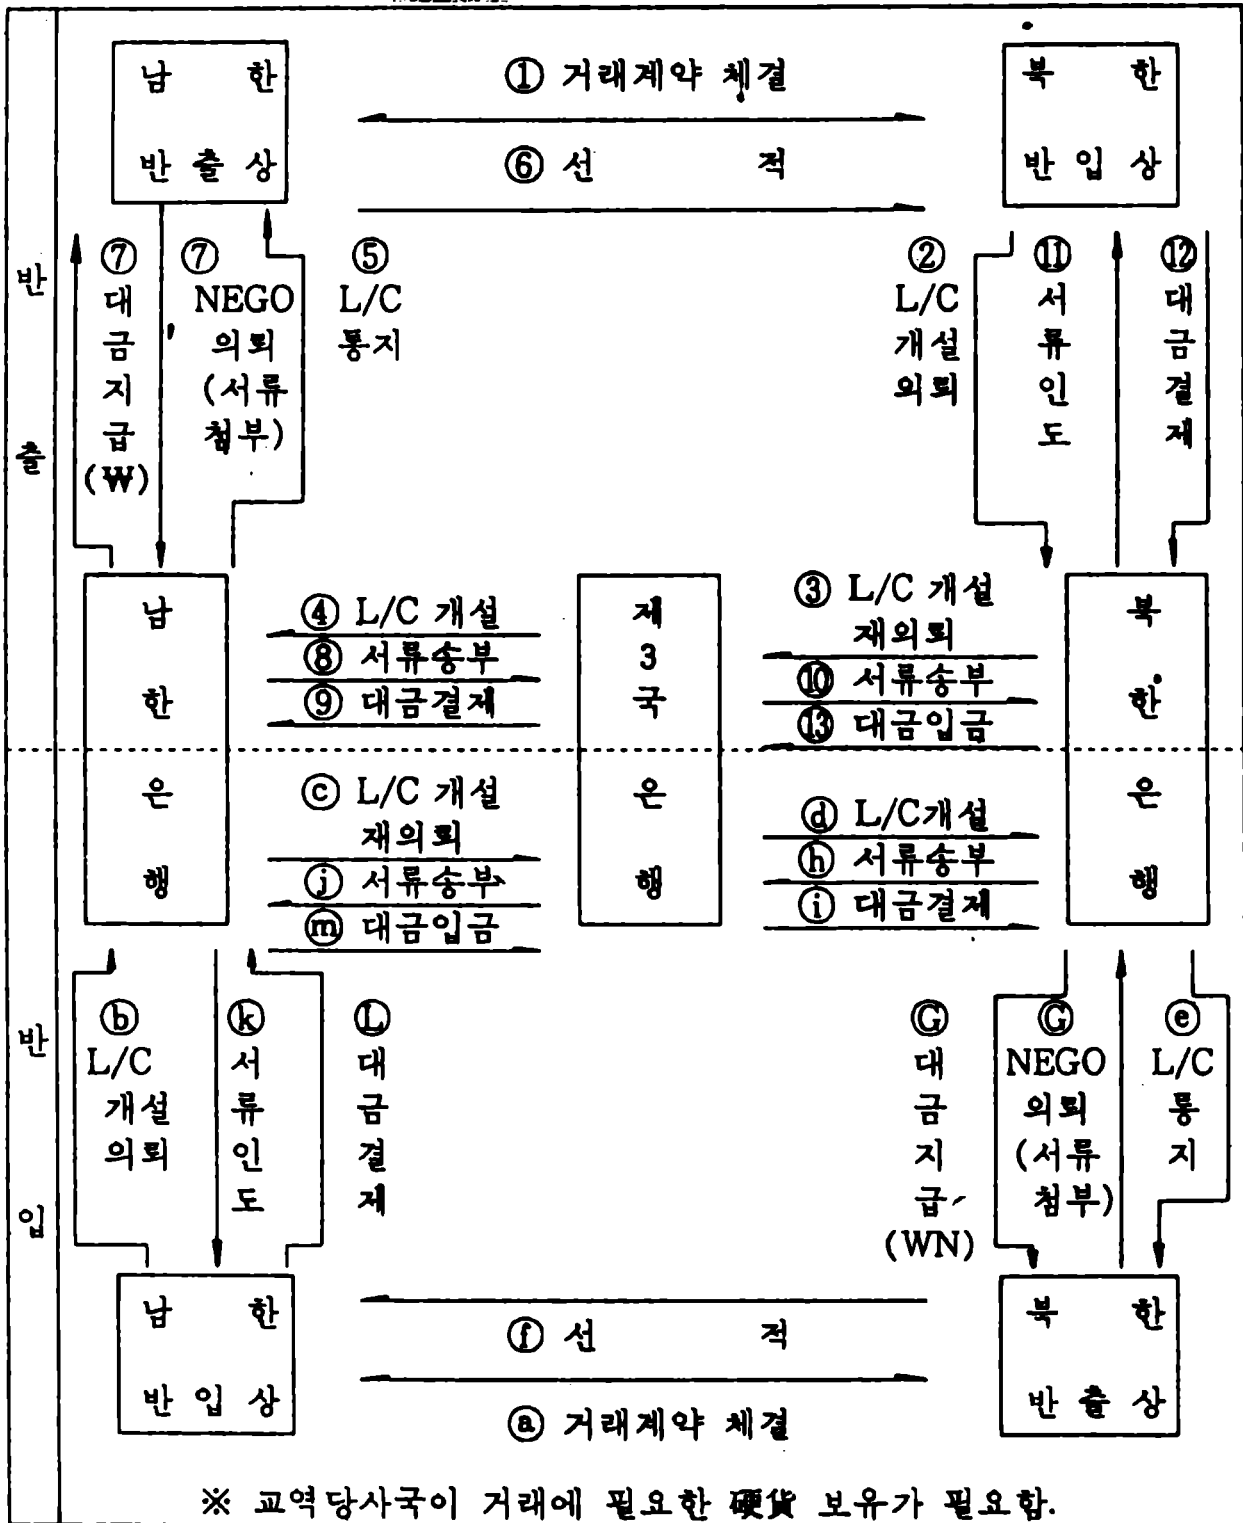 남 한
반 출 상
① 거래계약 체결
⑥ 선 적
북 한
반 입 상
반 출
⑦ 대금지급 (₩)
⑦ NEGO
의뢰
(서류
첨부)
⑤
L/C
통지
②
L/C
개설
의뢰
⑪ 서류인도
⑫ 대금결제
남 한 은 행
④ L/C 개설
⑧ 서류송부
⑨ 대금결제
제 3 국 은 행
③ L/C 개설
재의뢰
⑩ 서류송부
⑬ 대금입금
북 한 은 행
ⓒ L/C 개설
재의뢰
ⓙ 서류송부
ⓜ 대금입금
ⓓ L/C개설
ⓗ 서류송부
ⓘ 대금결제
반 입
ⓑ
L/C
개설
의뢰
ⓚ 서류인도
Ⓛ 대금결제
Ⓖ 대금지급 (WN)
Ⓖ
NEGO
의뢰
(서류
첨부)
ⓔ
L/C
통지
남 한
반 입 상
ⓕ 선 적
ⓐ 거래계약 체결
북 한
반 출 상
※ 교역당사국이 거래에 필요한 硬貨 보유가 필요함.